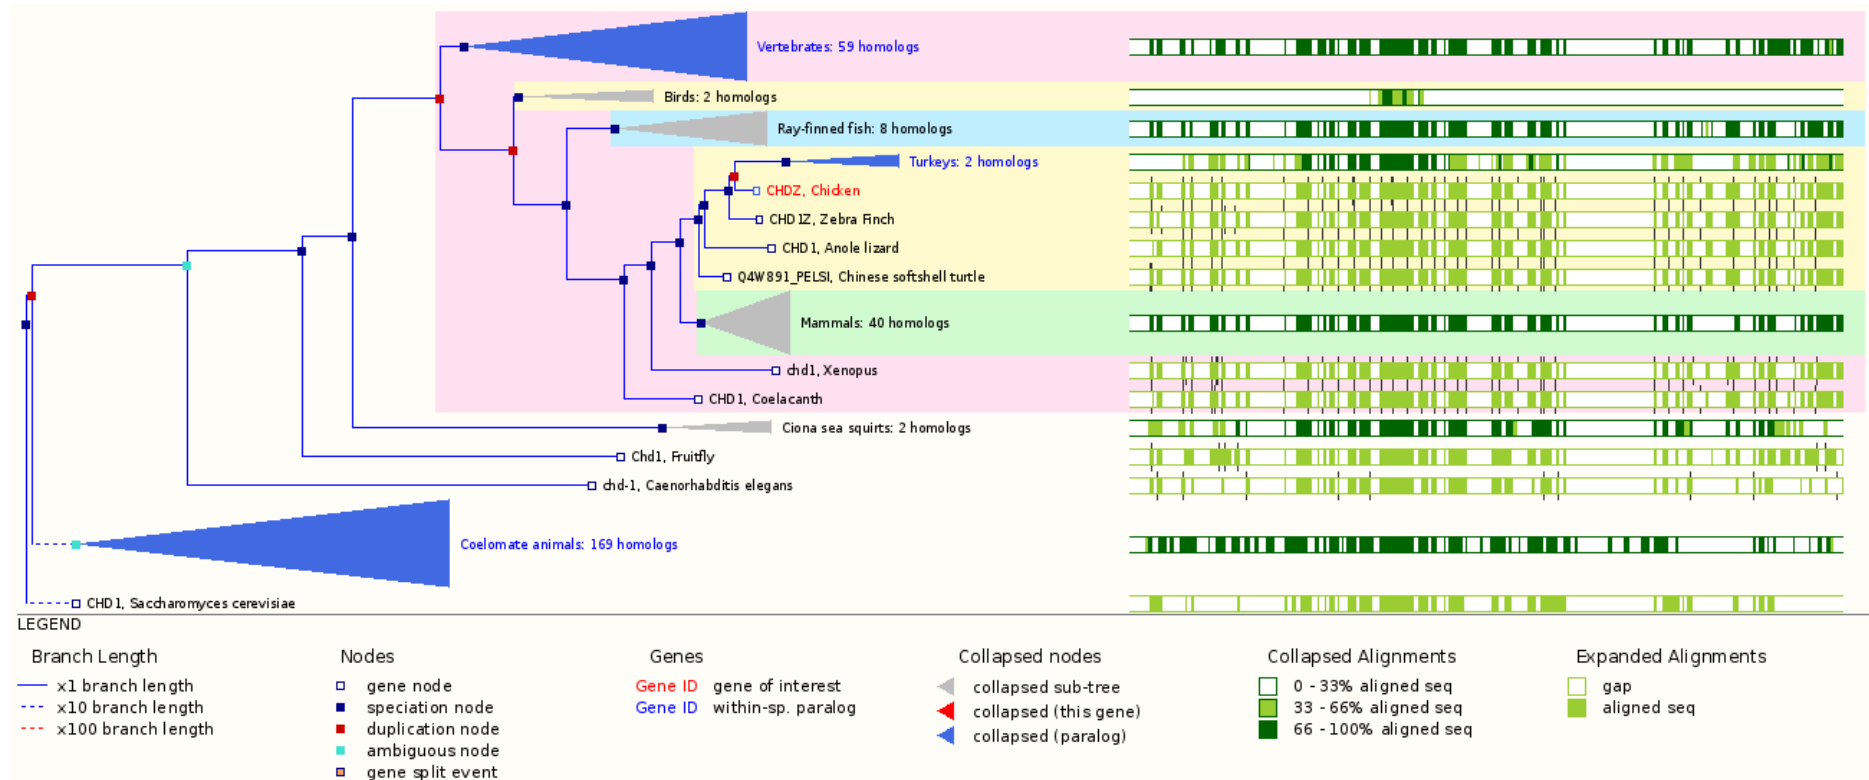 Vertebrates: 59 homologs
Birds: 2 homologs
Ray-finned fish: 8 homologs
Turkeys: 2 homologs
CHDZ, Chicken
CHD1Z, Zebra Finch
CHD1, Anole lizard
Q4W891_PELSI, Chinese softshell turtle
Mammals: 40 homologs
chd1, Xenopus
CHD1, Coelacanth
Ciona sea squirts: 2 homologs
Chd1, Fruitfly
chd-1, Caenorhabditis elegans
Coelomate animals: 169 homologs
CHD1, Saccharomyces cerevisiae
LEGEND
Branch Length
x1 branch length
x10 branch length
x100 branch length
Nodes
gene node
speciation node
duplication node
ambiguous node
gene split event
Genes
Gene ID gene of interest
Gene ID within-sp. paralog
Collapsed nodes
collapsed sub-tree
collapsed (this gene)
collapsed (paralog)
Collapsed Alignments
0 - 33% aligned seq
33 - 66% aligned seq
66 - 100% aligned seq
Expanded Alignments
gap
aligned seq